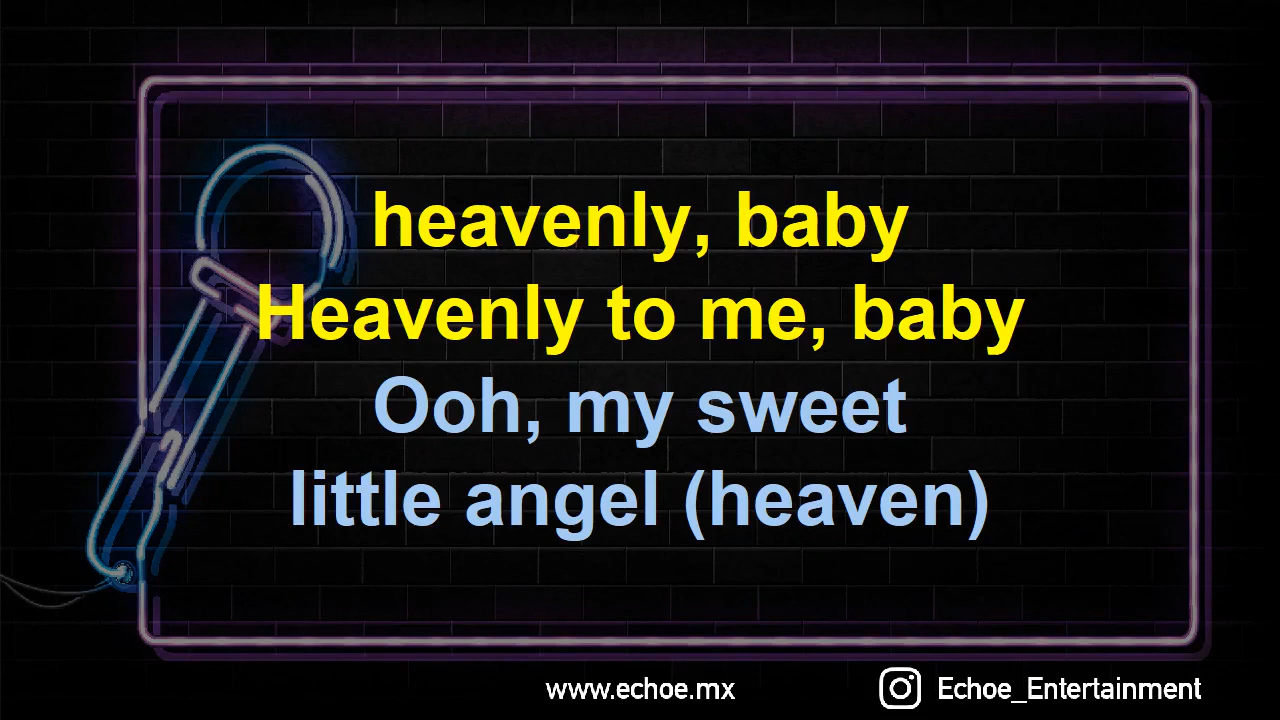 heavenly, baby
Heavenly to me, baby
Ooh, my sweet
little angel (heaven)
www.echoe.mx
Echoe_Entertainment